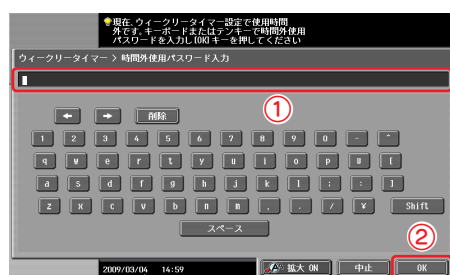 現在、ウィークリータイマー設定で使用時間
外です。キーボードまたはテンキーで時間外使用
パスワードを入力し[OK]キーを押してください
ウィークリータイマー > 時間外使用パスワード入力
← → 削除 ①
1 2 3 4 5 6 7 8 9 0 - ^
q w e r t y u i o p @ [
a s d f g h j k l ; : ]
z x c v b n m , . / ¥ Shift
スペース ②
2009/03/04 14:59 拡大 ON 中止 OK